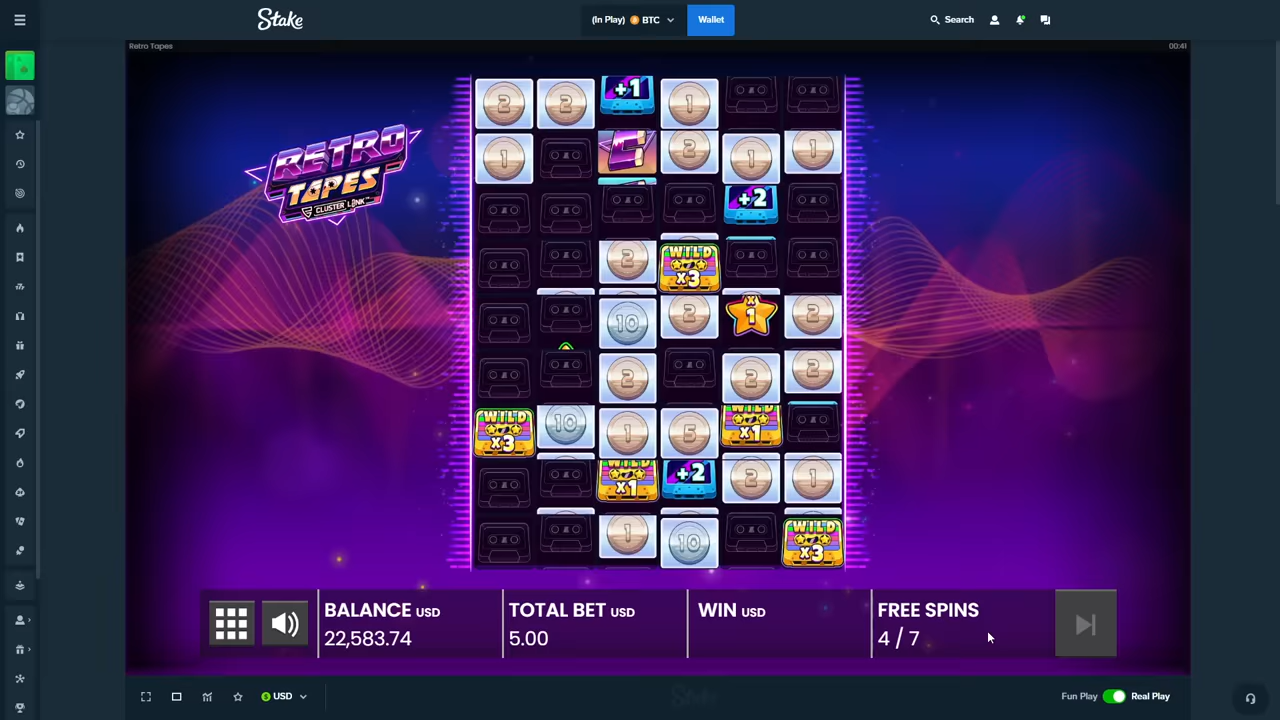 Stake
(In Play) BTC
Wallet
Search
Retro Tapes
00:41
RETRO
TAPES
CLUSTER LINK
2 2 +1 1
1 2 1 1
+2
2 WILD x3
10 2 x1 2
2 2 2
WILD x3 10 1 5 WILD x1
WILD x1 +2 2 1
1 10 WILD x3
BALANCE USD
22,583.74
TOTAL BET USD
5.00
WIN USD
FREE SPINS
4 / 7
USD
Stake
Fun Play
Real Play